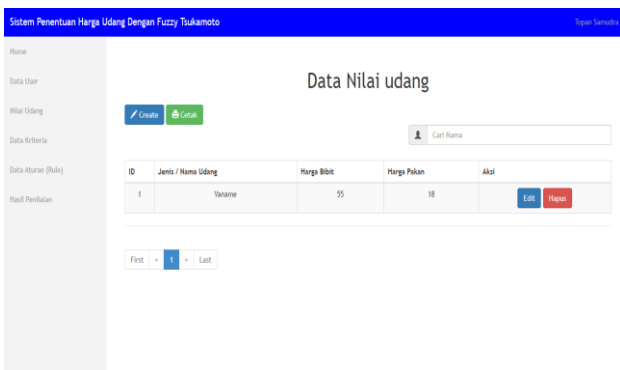 Sistem Penentuan Harga Udang Dengan Fuzzy Tsukamoto
Topan Samudra
Home
Data User
Nilai Udang
Data Kriteria
Data Aturan (Rule)
Hasil Penilaian
Data Nilai udang
Create
Cetak
Cari Nama
ID Jenis / Nama Udang Harga Bibit Harga Pakan Aksi
1 Vaname 55 18 Edit Hapus
First « 1 » Last